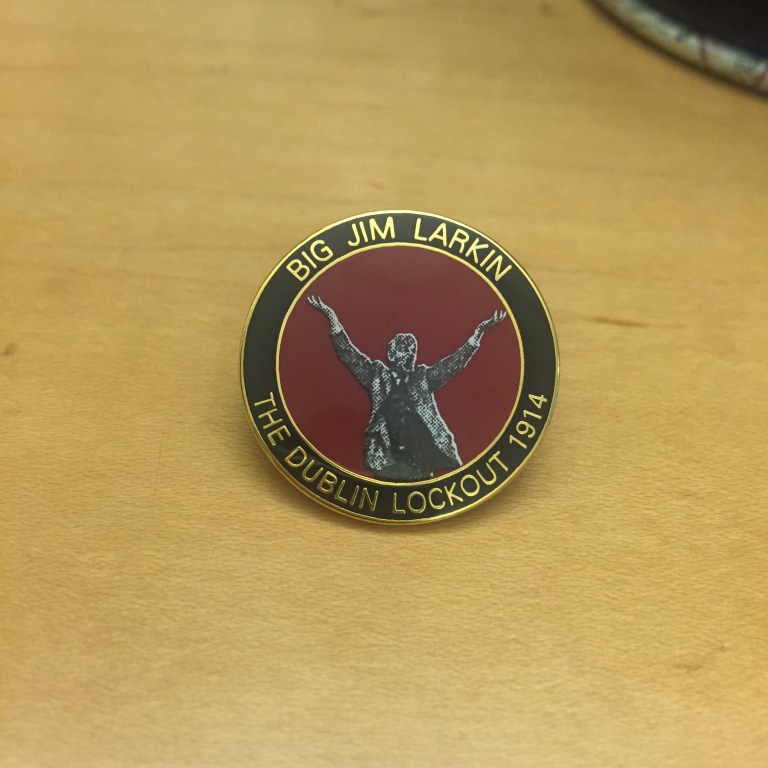 BIG JIM LARKIN
THE DUBLIN LOCKOUT 1914